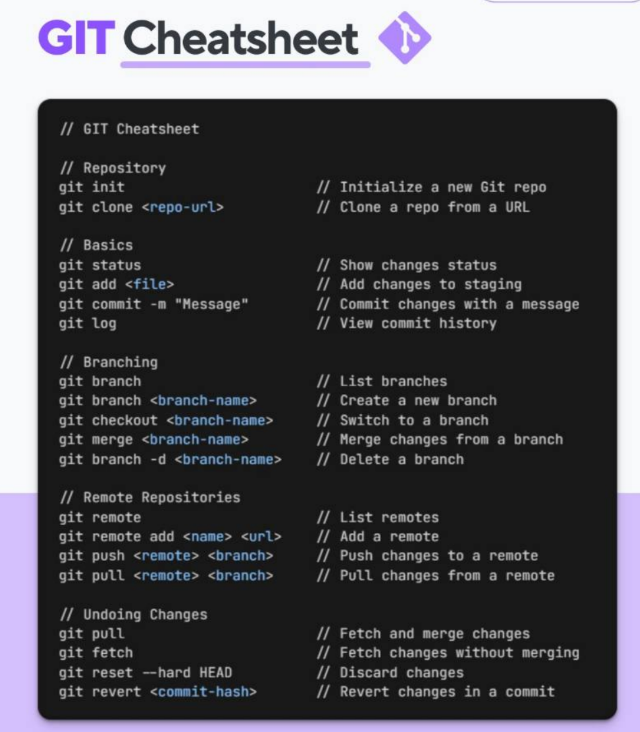 GIT Cheatsheet
// GIT Cheatsheet
// Repository
git init // Initialize a new Git repo
git clone <repo-url> // Clone a repo from a URL
// Basics
git status // Show changes status
git add <file> // Add changes to staging
git commit -m "Message" // Commit changes with a message
git log // View commit history
// Branching
git branch // List branches
git branch <branch-name> // Create a new branch
git checkout <branch-name> // Switch to a branch
git merge <branch-name> // Merge changes from a branch
git branch -d <branch-name> // Delete a branch
// Remote Repositories
git remote // List remotes
git remote add <name> <url> // Add a remote
git push <remote> <branch> // Push changes to a remote
git pull <remote> <branch> // Pull changes from a remote
// Undoing Changes
git pull // Fetch and merge changes
git fetch // Fetch changes without merging
git reset --hard HEAD // Discard changes
git revert <commit-hash> // Revert changes in a commit